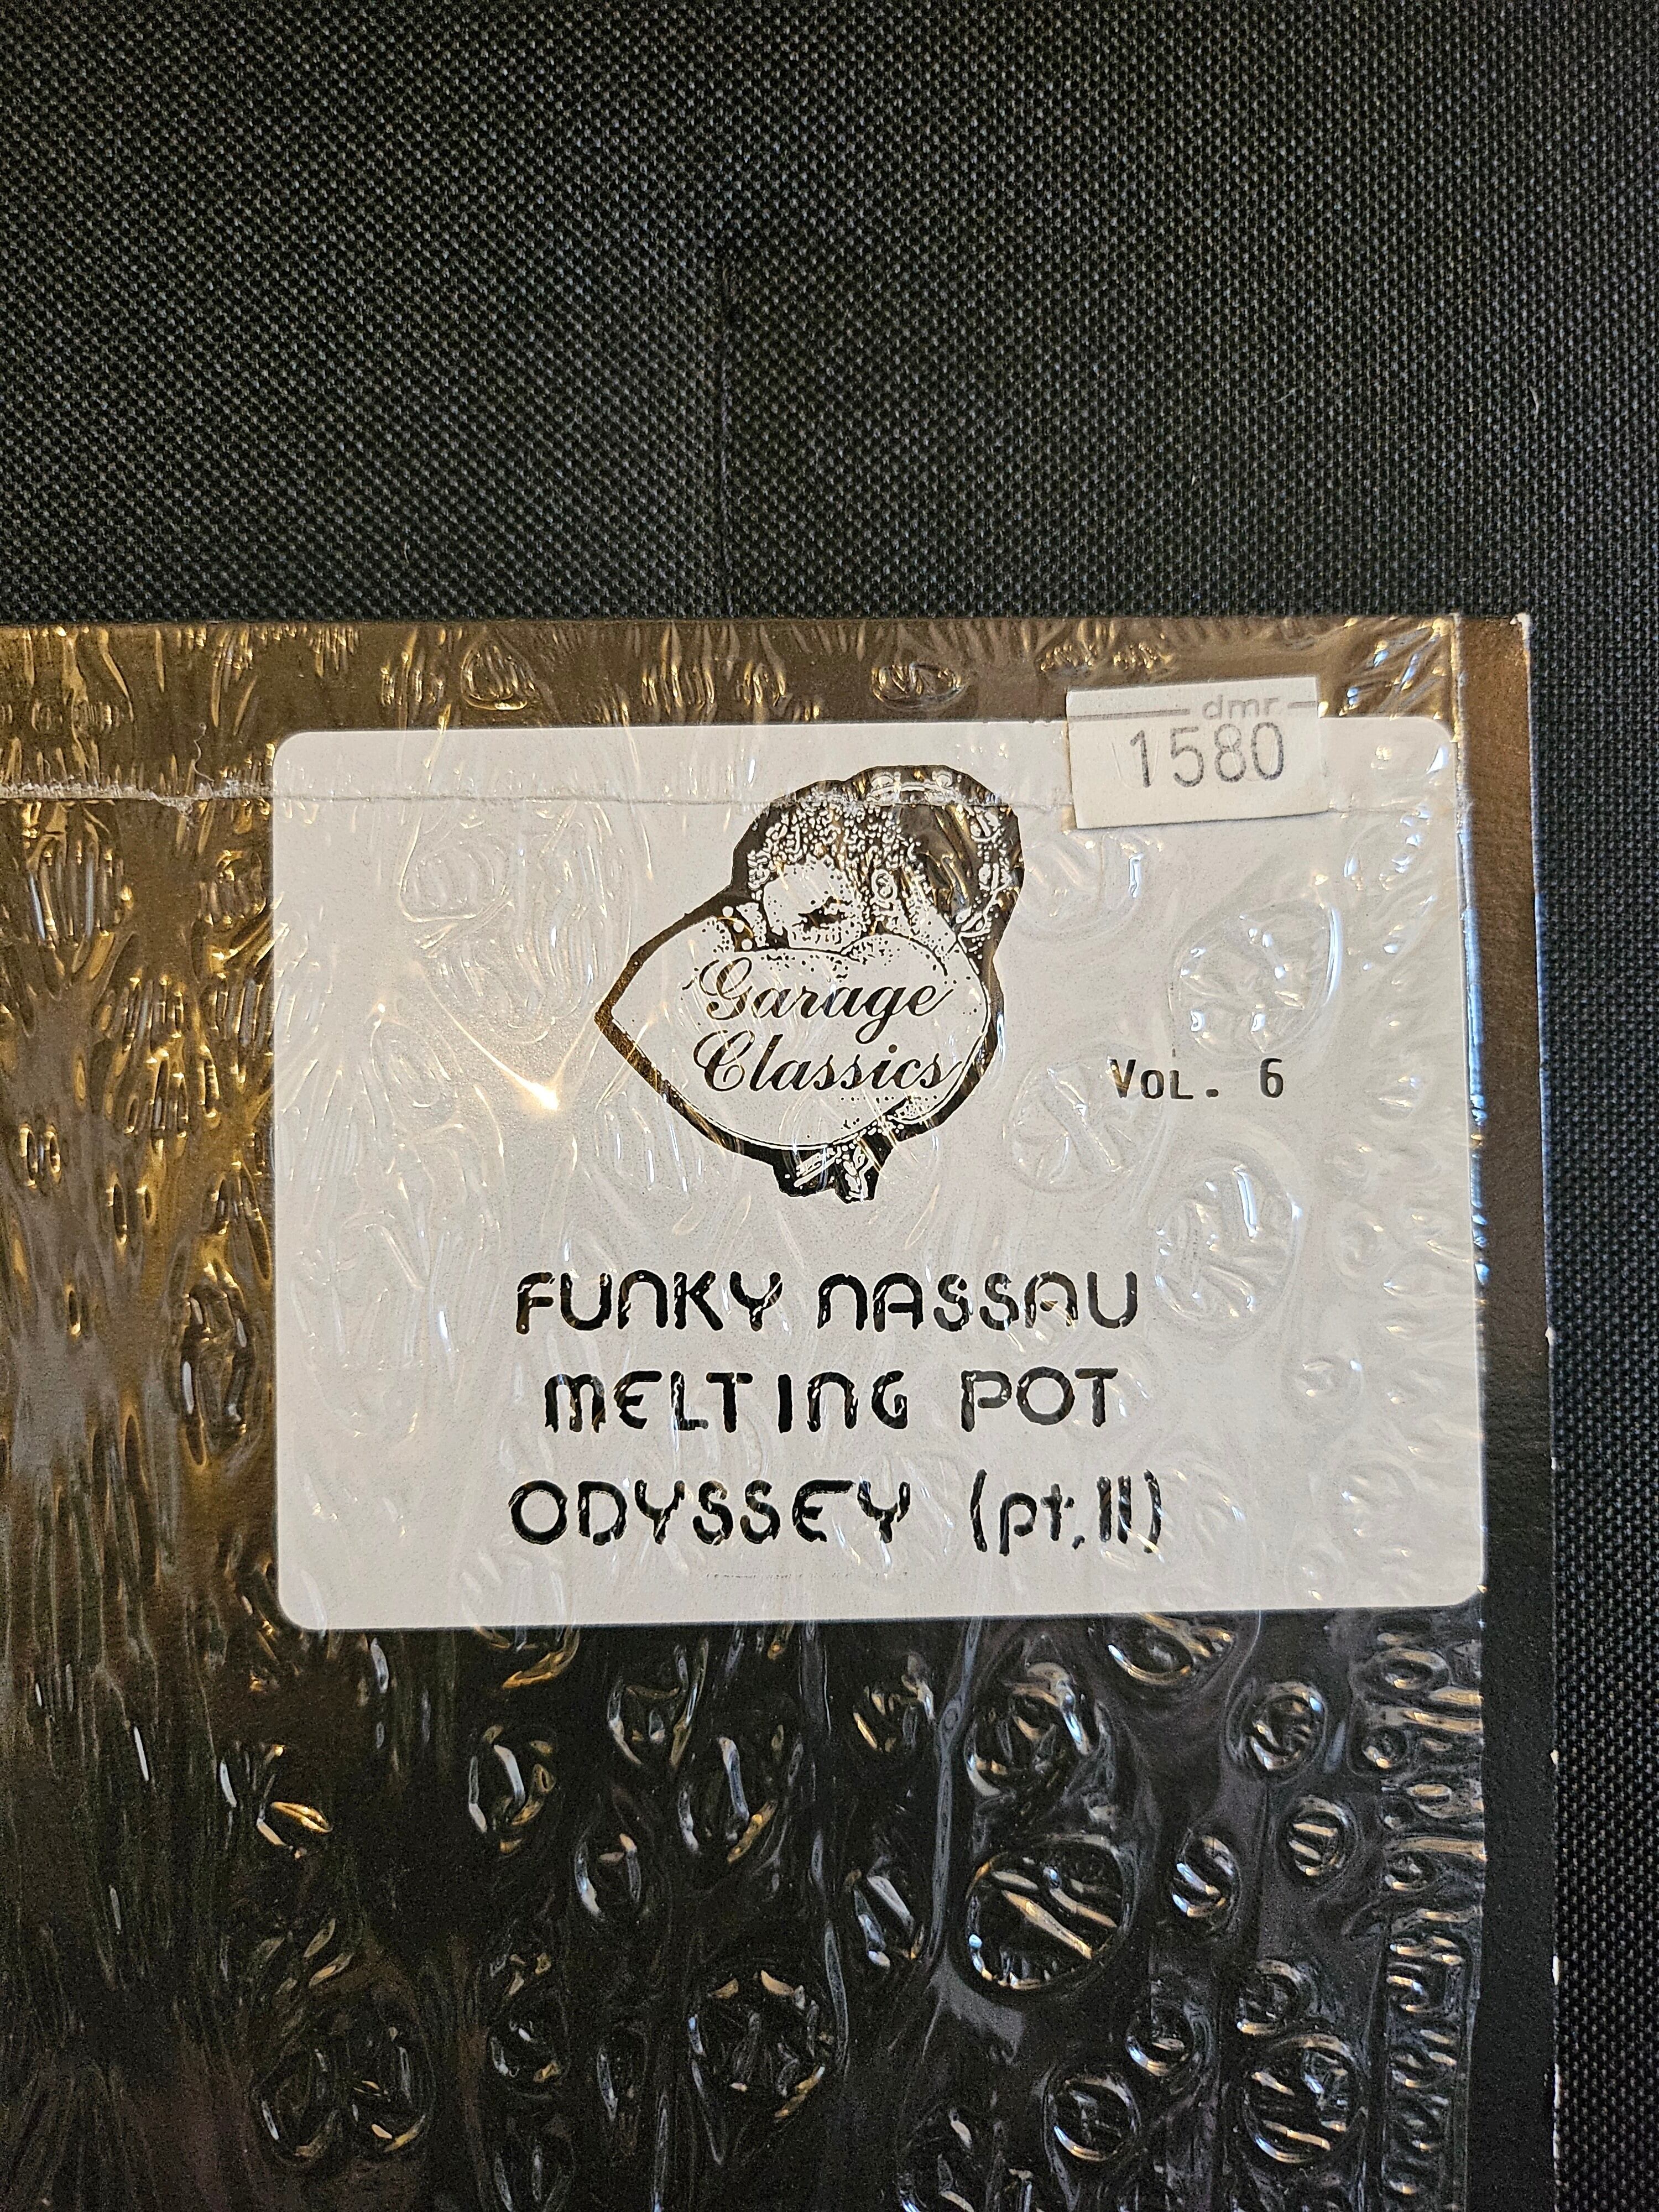 dmr
1580
Garage
Classics
VOL. 6
FUNKY NASSAU
MELTING POT
ODYSSEY (pt.II)